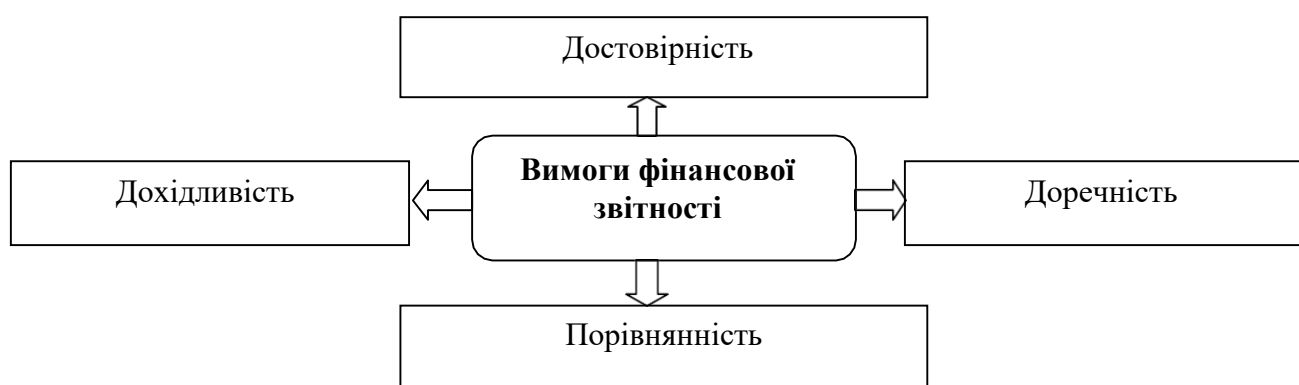 Достовірність
Вимоги фінансової
звітності
Дохідливість
Доречність
Порівнянність